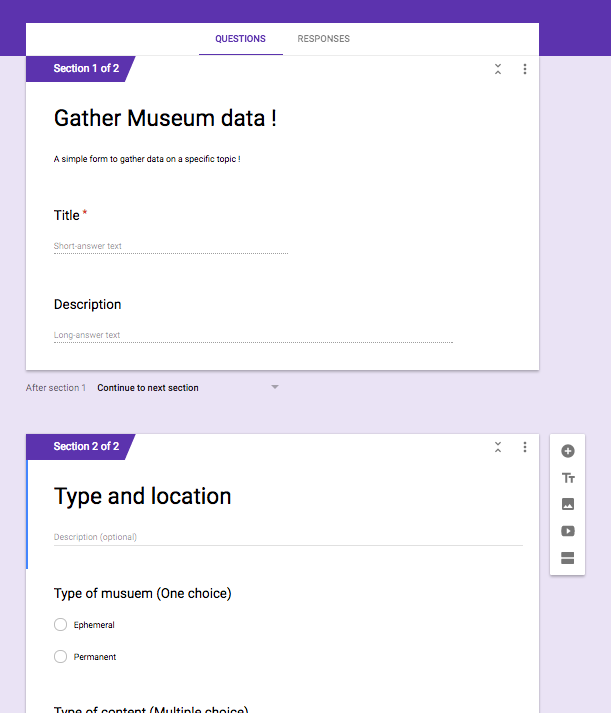 QUESTIONS RESPONSES
Section 1 of 2
Gather Museum data !
A simple form to gather data on a specific topic !
Title *
Short-answer text
Description
Long-answer text
After section 1 Continue to next section
Section 2 of 2
Type and location
Description (optional)
Type of musuem (One choice)
Ephemeral
Permanent
Type of content (Multiple choice)